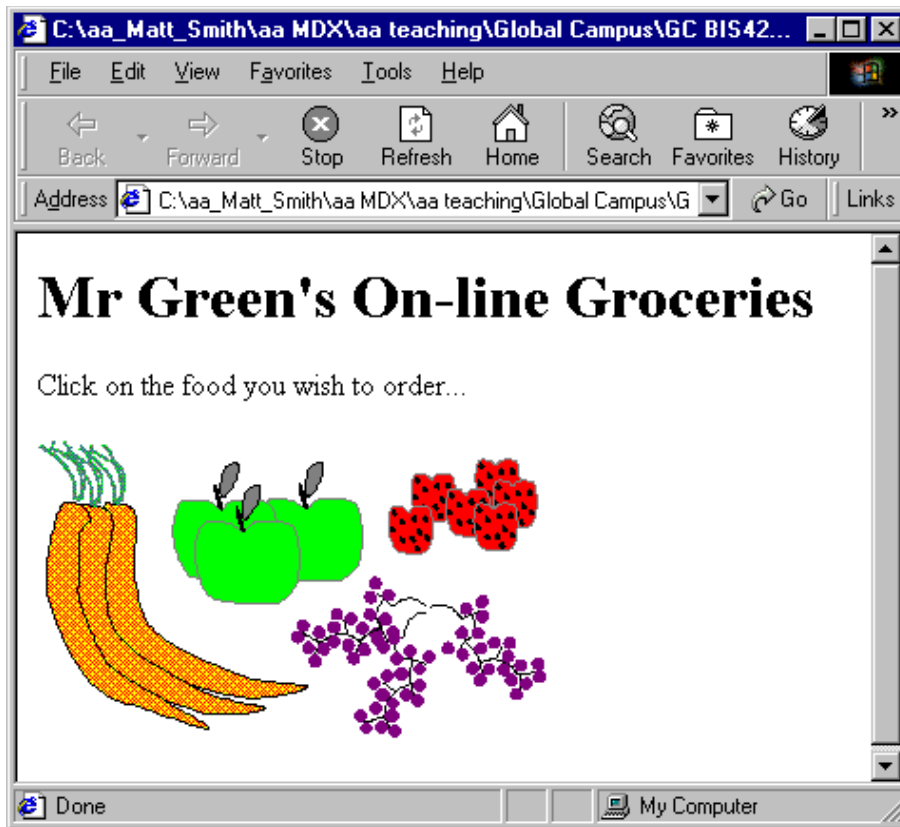 C:\aa_Matt_Smith\aa MDX\aa teaching\Global Campus\GC BIS42...
File Edit View Favorites Tools Help
Back Forward Stop Refresh Home Search Favorites History »
Address C:\aa_Matt_Smith\aa MDX\aa teaching\Global Campus\G Go Links
Mr Green's On-line Groceries
Click on the food you wish to order...
Done My Computer